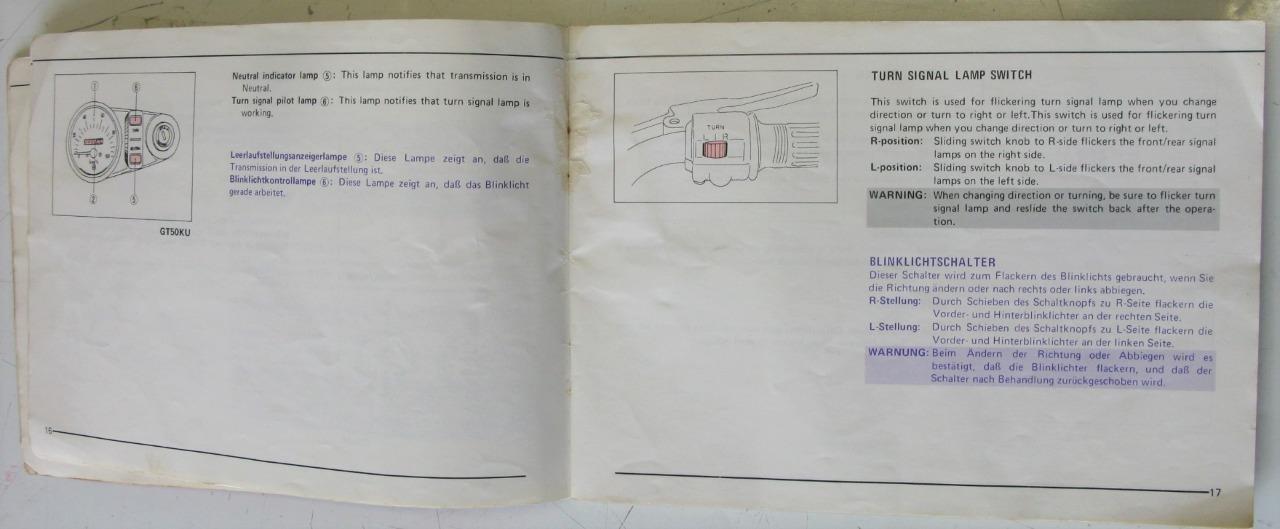 ①
⑥
②
⑤
GT50KU
Neutral indicator lamp ⑤: This lamp notifies that transmission is in
Neutral.
Turn signal pilot lamp ⑥: This lamp notifies that turn signal lamp is
working.
Leerlaufstellungsanzeigerlampe ⑤: Diese Lampe zeigt an, daß die
Transmission in der Leerlaufstellung ist.
Blinklichtkontrollampe ⑥: Diese Lampe zeigt an, daß das Blinklicht
gerade arbeitet.
16
TURN
L R
TURN SIGNAL LAMP SWITCH
This switch is used for flickering turn signal lamp when you change
direction or turn to right or left.This switch is used for flickering turn
signal lamp when you change direction or turn to right or left.
R-position: Sliding switch knob to R-side flickers the front/rear signal
lamps on the right side.
L-position: Sliding switch knob to L-side flickers the front/rear signal
lamps on the left side.
WARNING: When changing direction or turning, be sure to flicker turn
signal lamp and reslide the switch back after the opera-
tion.
BLINKLICHTSCHALTER
Dieser Schalter wird zum Flackern des Blinklichts gebraucht, wenn Sie
die Richtung ändern oder nach rechts oder links abbiegen.
R-Stellung: Durch Schieben des Schaltknopfs zu R-Seite flackern die
Vorder- und Hinterblinklichter an der rechten Seite.
L-Stellung: Durch Schieben des Schaltknopfs zu L-Seite flackern die
Vorder- und Hinterblinklichter an der linken Seite.
WARNUNG: Beim Ändern der Richtung oder Abbiegen wird es
bestätigt, daß die Blinklichter flackern, und daß der
Schalter nach Behandlung zurückgeschoben wird.
17